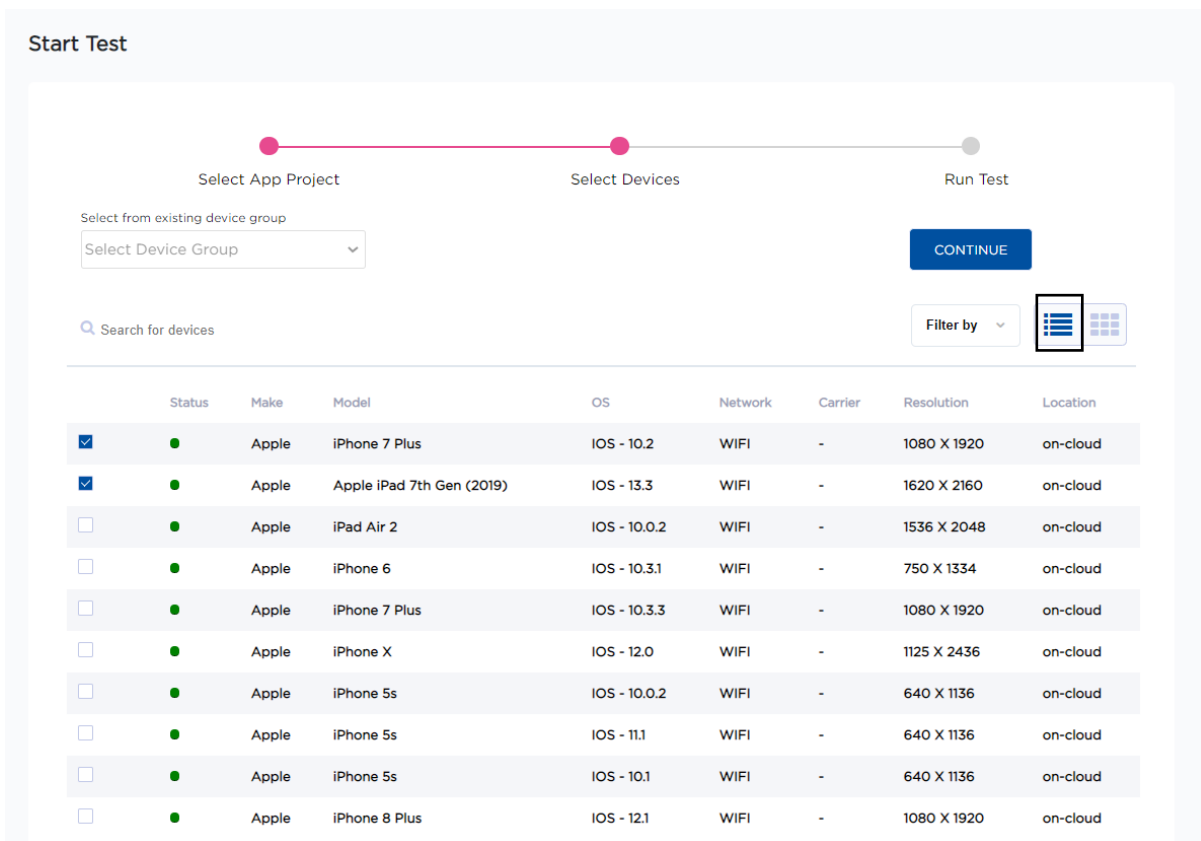 Start Test
Select App Project Select Devices Run Test
Select from existing device group
Select Device Group
CONTINUE
Search for devices
Filter by
Status Make Model OS Network Carrier Resolution Location
Apple iPhone 7 Plus IOS - 10.2 WIFI - 1080 X 1920 on-cloud
Apple Apple iPad 7th Gen (2019) IOS - 13.3 WIFI - 1620 X 2160 on-cloud
Apple iPad Air 2 IOS - 10.0.2 WIFI - 1536 X 2048 on-cloud
Apple iPhone 6 IOS - 10.3.1 WIFI - 750 X 1334 on-cloud
Apple iPhone 7 Plus IOS - 10.3.3 WIFI - 1080 X 1920 on-cloud
Apple iPhone X IOS - 12.0 WIFI - 1125 X 2436 on-cloud
Apple iPhone 5s IOS - 10.0.2 WIFI - 640 X 1136 on-cloud
Apple iPhone 5s IOS - 11.1 WIFI - 640 X 1136 on-cloud
Apple iPhone 5s IOS - 10.1 WIFI - 640 X 1136 on-cloud
Apple iPhone 8 Plus IOS - 12.1 WIFI - 1080 X 1920 on-cloud